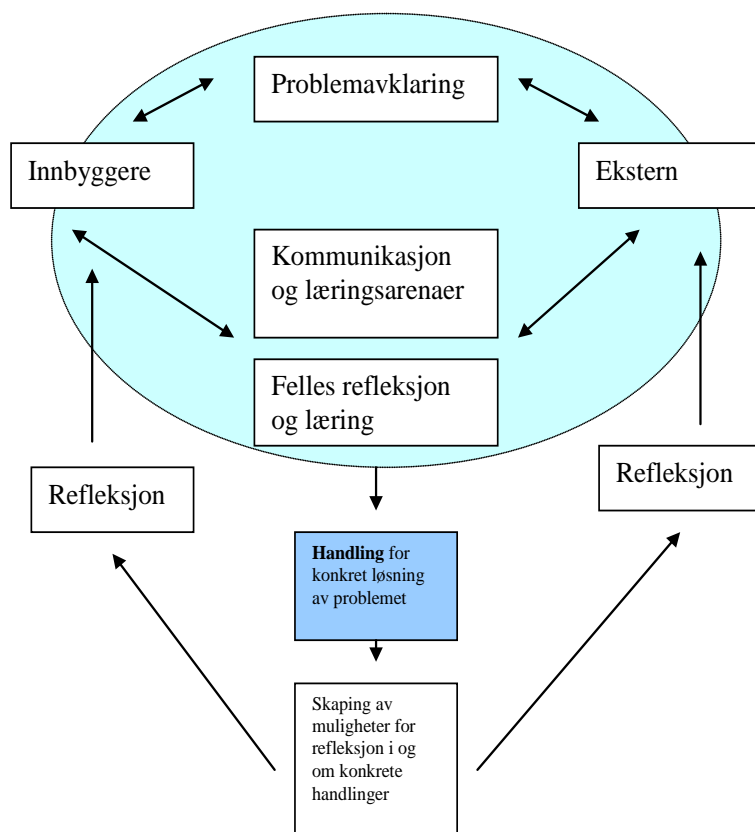 Problemavklaring
Innbyggere
Ekstern
Kommunikasjon
og læringsarenaer
Felles refleksjon
og læring
Refleksjon
Refleksjon
Handling for
konkret løsning
av problemet
Skaping av
muligheter for
refleksjon i og
om konkrete
handlinger